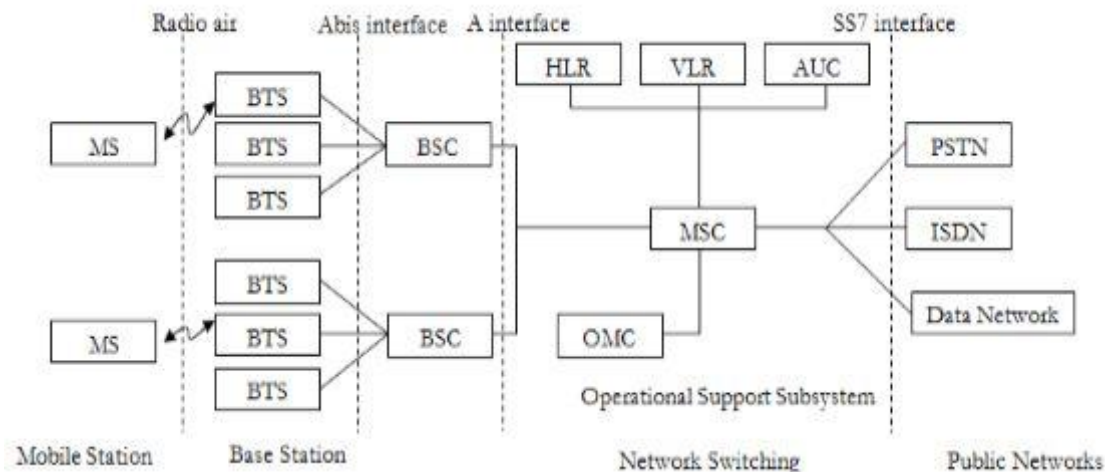 Radio air
Abis interface
A interface
SS7 interface
HLR
VLR
AUC
BTS
MS
BTS
BSC
PSTN
BTS
MSC
ISDN
BTS
Data Network
MS
BTS
BSC
OMC
BTS
Operational Support Subsystem
Mobile Station
Base Station
Network Switching
Public Networks